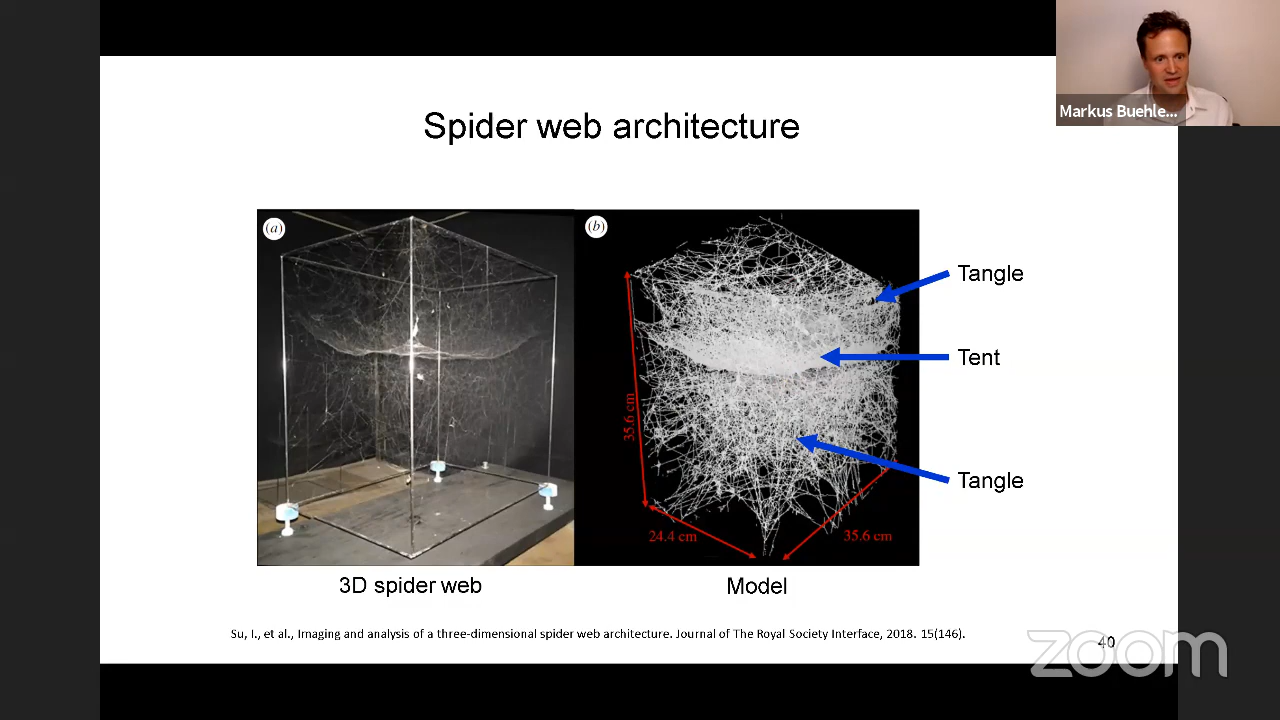 Markus Buehle...
Spider web architecture
(a)
(b)
Tangle
Tent
35.6 cm
Tangle
24.4 cm
35.6 cm
3D spider web
Model
Su, I., et al., Imaging and analysis of a three-dimensional spider web architecture. Journal of The Royal Society Interface, 2018. 15(146).
40
zoom